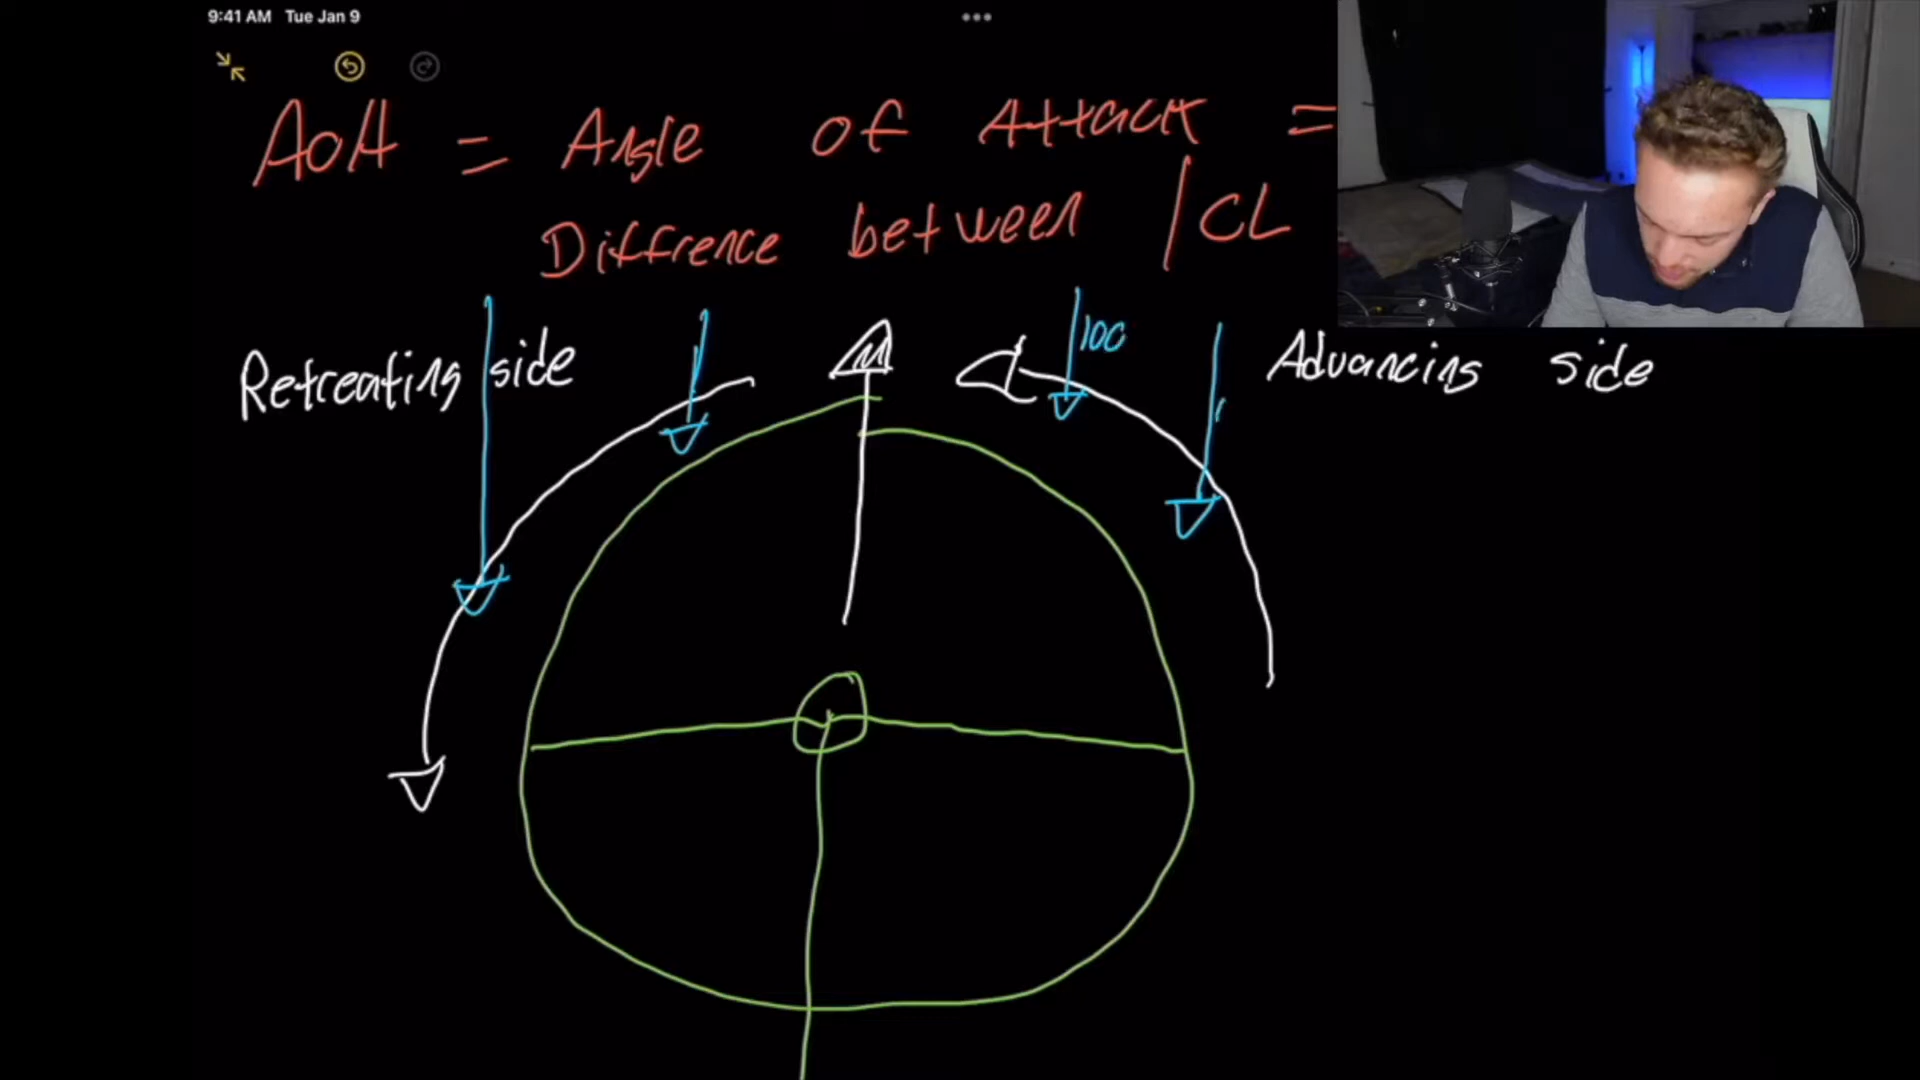 9:41 AM Tue Jan 9
AoA = Angle of Attack =
Diffrence between / CL
Retreating side
100
Advancing side